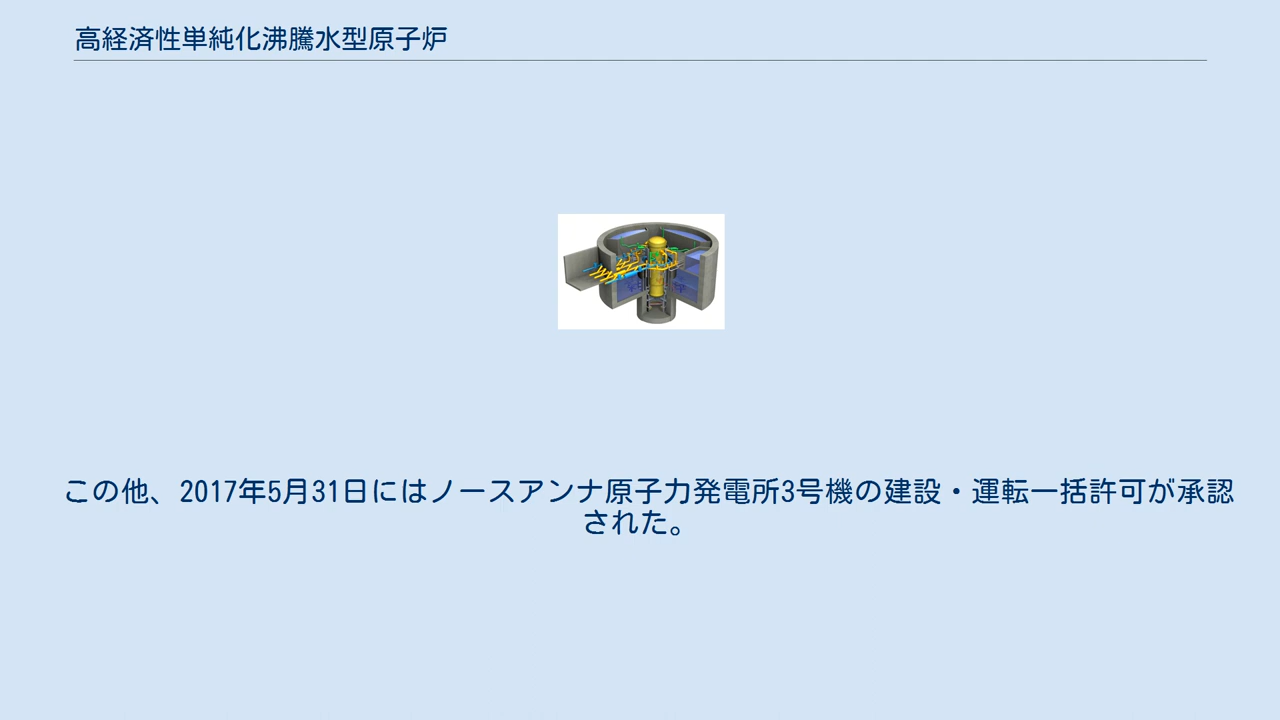 高経済性単純化沸騰水型原子炉
この他、2017年5月31日にはノースアンナ原子力発電所3号機の建設・運転一括許可が承認
された。